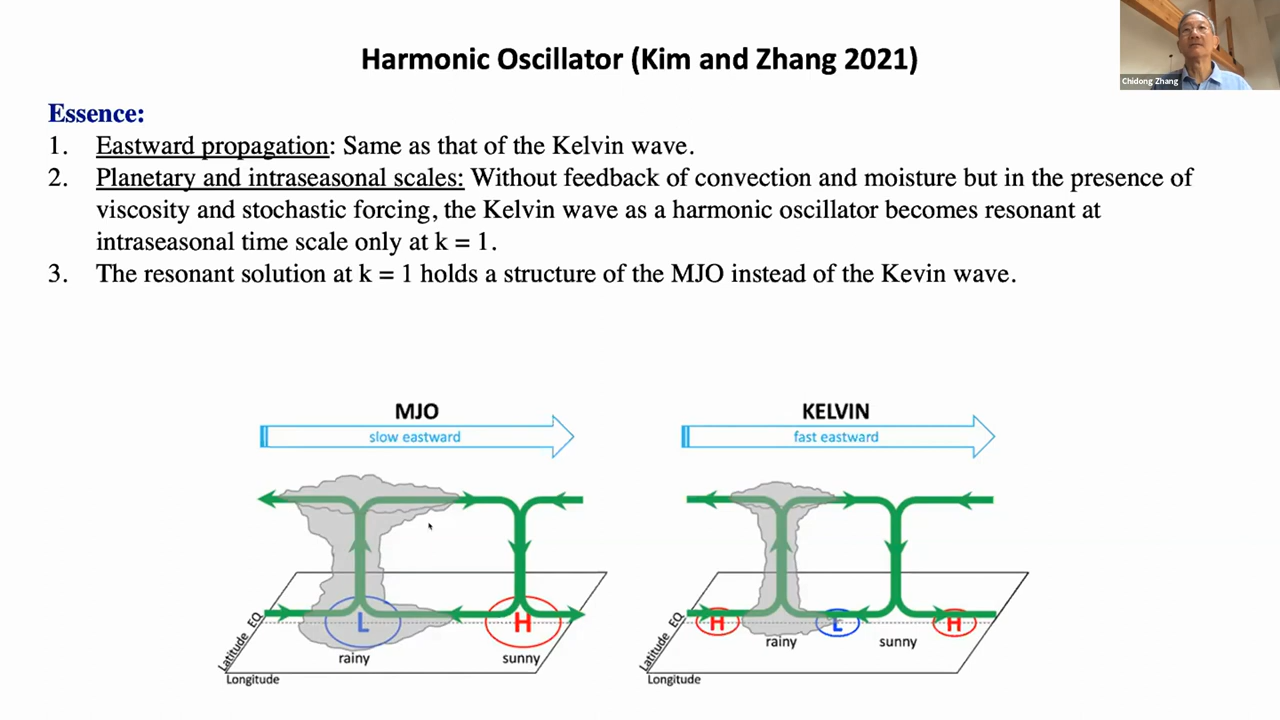 Harmonic Oscillator (Kim and Zhang 2021)
Chidong Zhang
Essence:
1. Eastward propagation: Same as that of the Kelvin wave.
2. Planetary and intraseasonal scales: Without feedback of convection and moisture but in the presence of
viscosity and stochastic forcing, the Kelvin wave as a harmonic oscillator becomes resonant at
intraseasonal time scale only at k = 1.
3. The resonant solution at k = 1 holds a structure of the MJO instead of the Kevin wave.
MJO
slow eastward
L
H
rainy
sunny
Latitude
EQ
Longitude
KELVIN
fast eastward
H
L
H
rainy
sunny
Latitude
EQ
Longitude